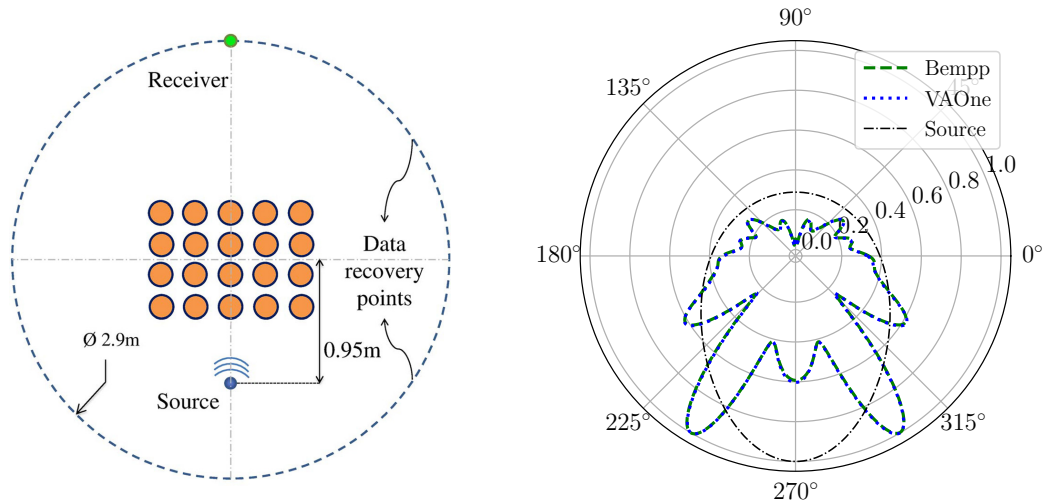 Receiver
Data
recovery
points
Ø 2.9m
0.95m
Source
90°
135°
45°
180°
0°
225°
315°
270°
0.0
0.2
0.4
0.6
0.8
1.0
Bempp
VAOne
Source